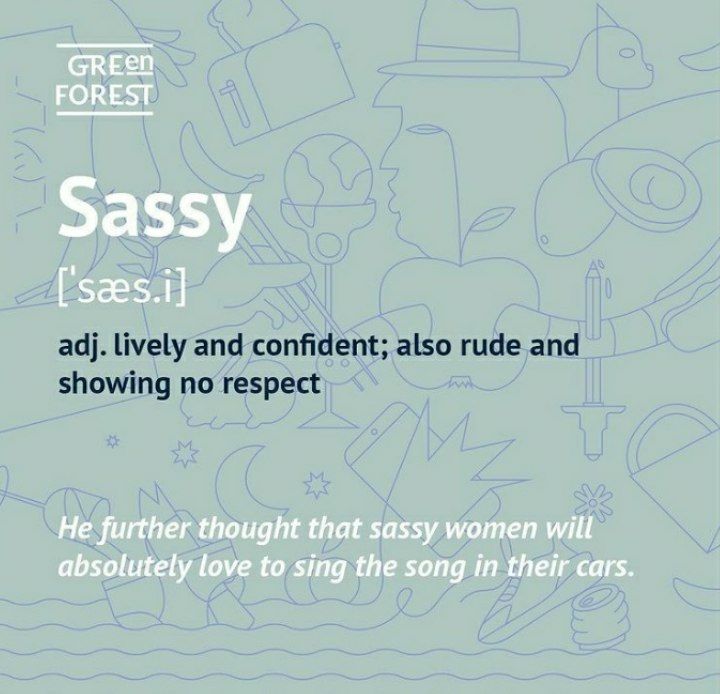 GREen
FOREST
Sassy
['sæs.i]
adj. lively and confident; also rude and
showing no respect
He further thought that sassy women will
absolutely love to sing the song in their cars.